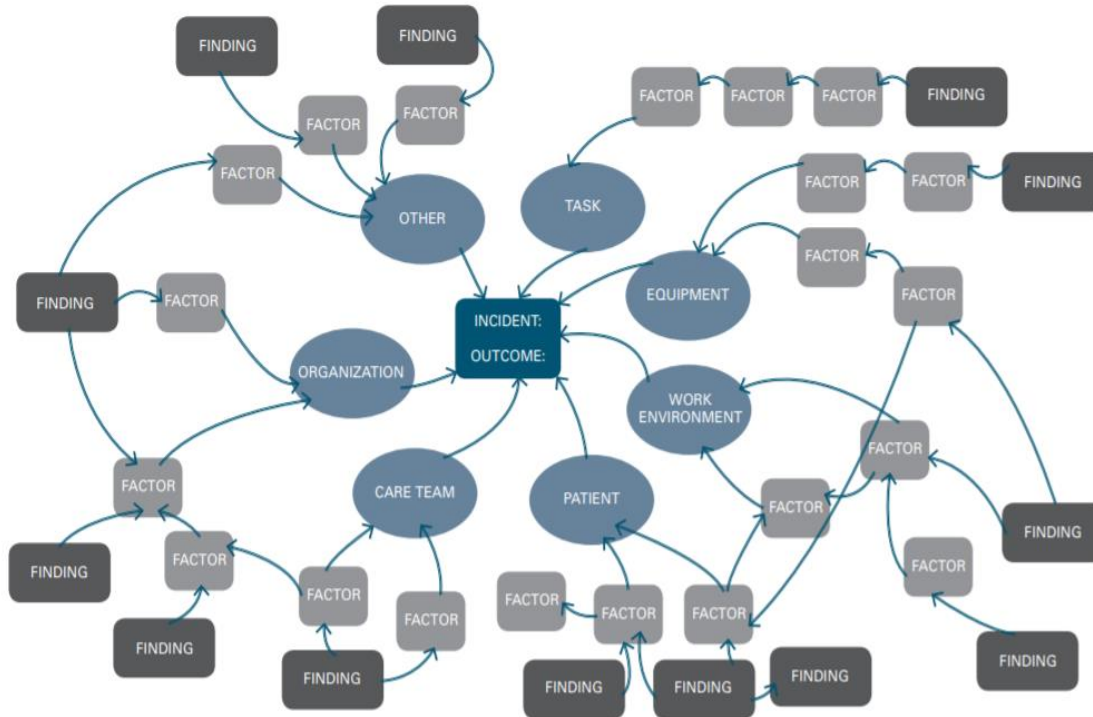 FINDING
FINDING
FACTOR
FACTOR
FACTOR
FINDING
FACTOR
FACTOR
FACTOR
FACTOR
FACTOR
FINDING
FACTOR
OTHER
TASK
FACTOR
FINDING
FACTOR
EQUIPMENT
FACTOR
INCIDENT:
OUTCOME:
ORGANIZATION
WORK
ENVIRONMENT
FACTOR
FACTOR
CARE TEAM
PATIENT
FACTOR
FINDING
FINDING
FACTOR
FACTOR
FACTOR
FACTOR
FACTOR
FACTOR
FACTOR
FINDING
FINDING
FINDING
FINDING
FINDING
FINDING